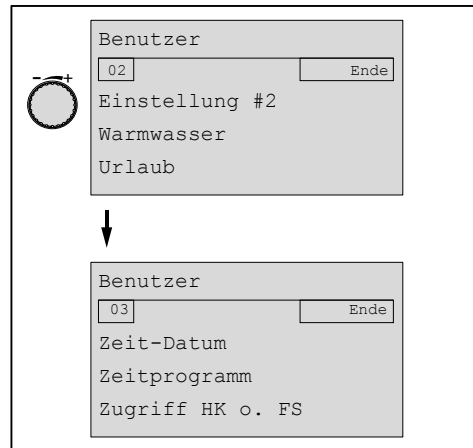 Benutzer
02 Ende
- +
Einstellung #2
Warmwasser
Urlaub
Benutzer
03 Ende
Zeit-Datum
Zeitprogramm
Zugriff HK o. FS